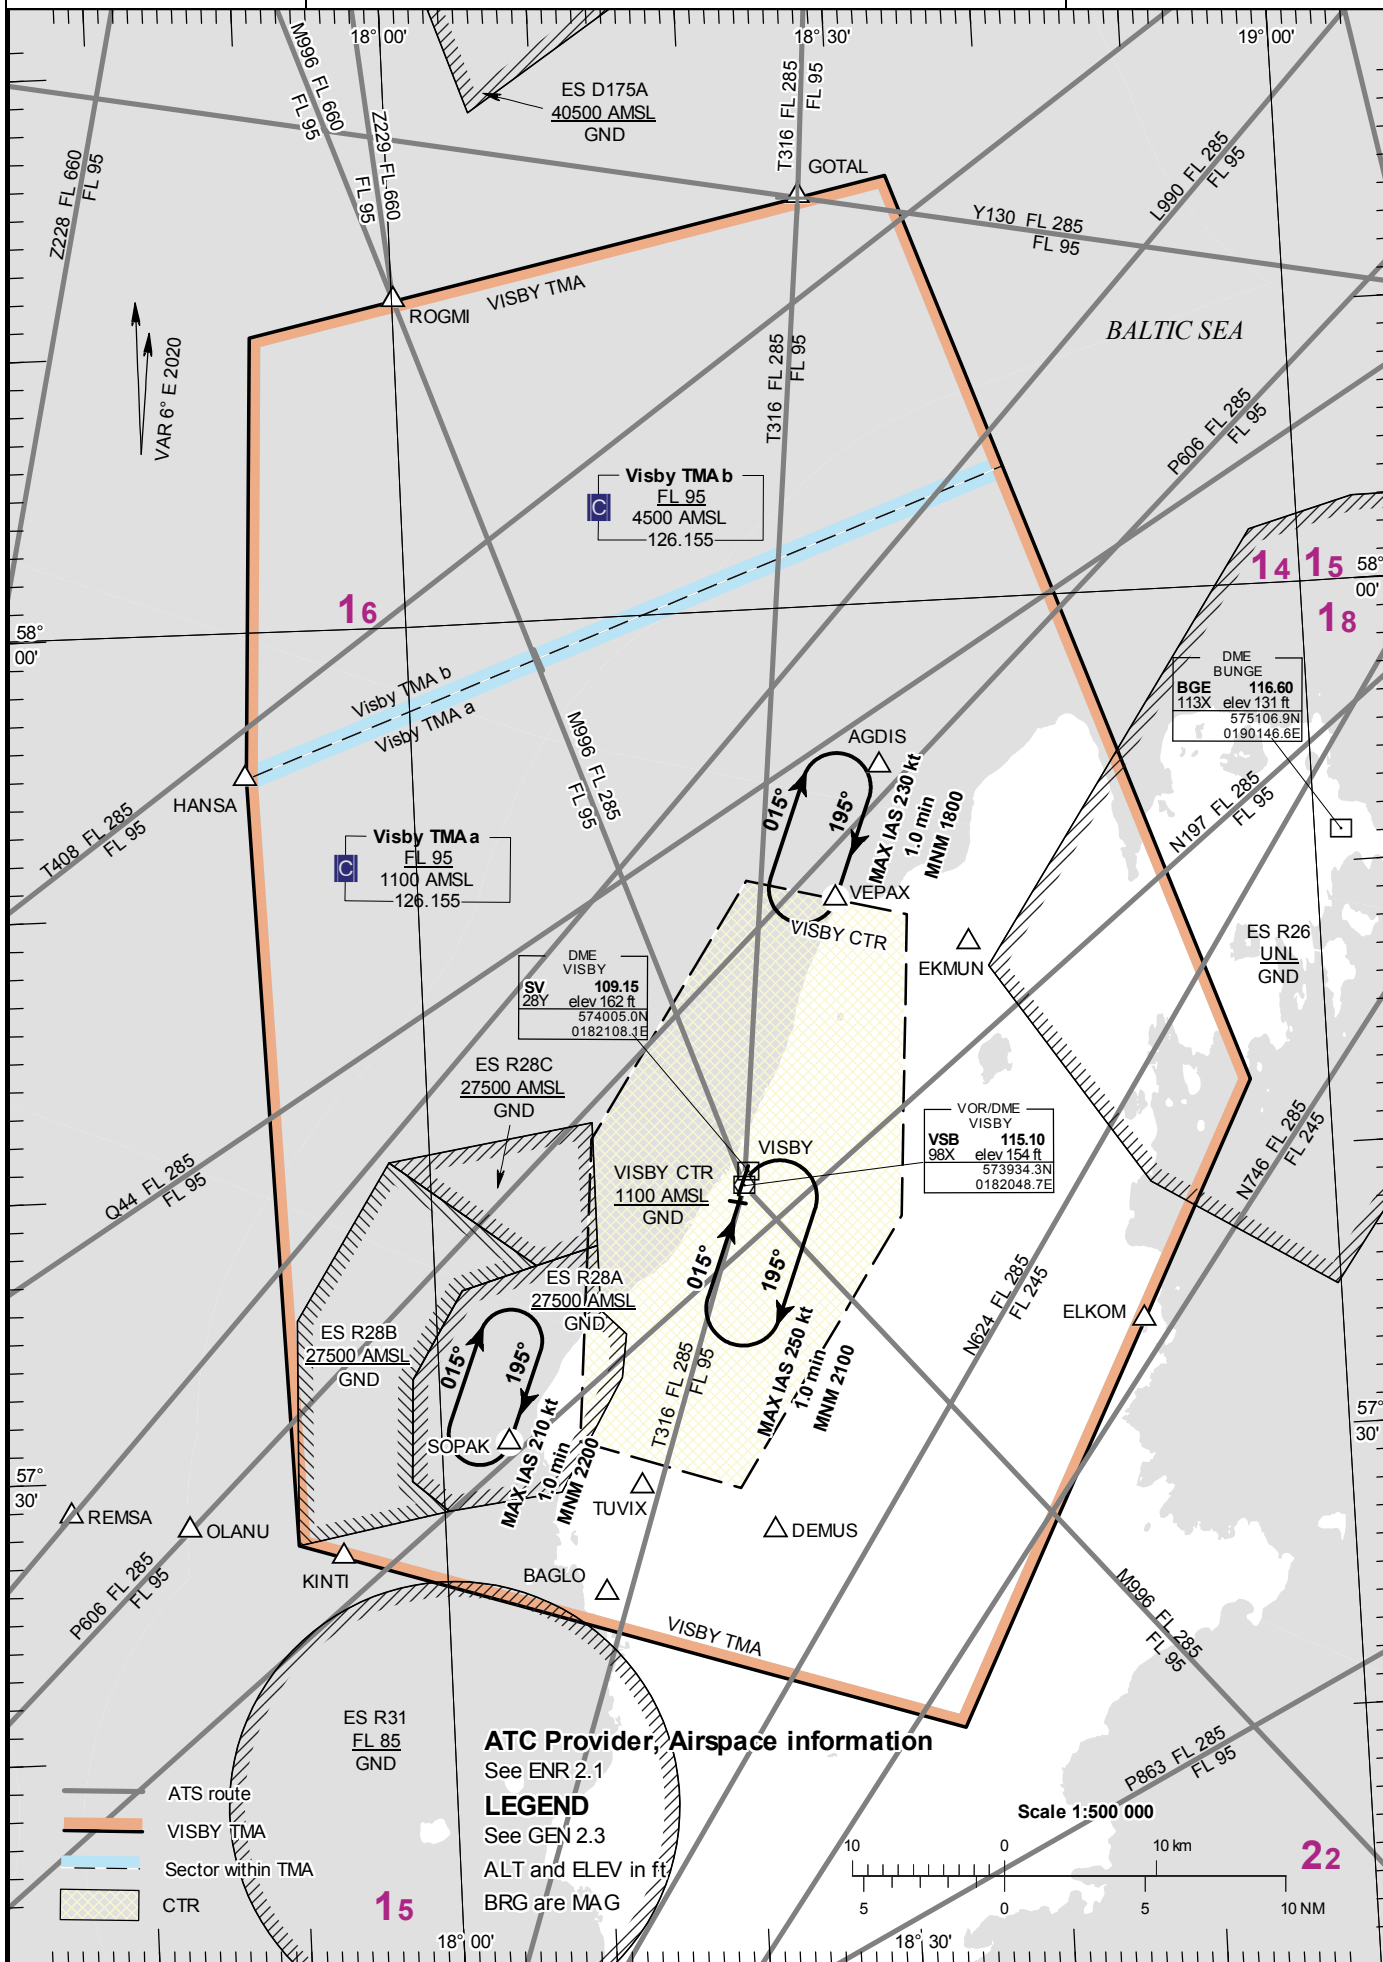 18° 00'
18° 30'
19° 00'
M996 FL 660
FL 95
Z229 FL 660
FL 95
Z228 FL 660
FL 95
ES D175A
40500 AMSL
GND
T316 FL 285
FL 95
GOTAL
L990 FL 285
FL 95
Y130 FL 285
FL 95
VISBY TMA
ROGMI
BALTIC SEA
VAR 6° E 2020
T316 FL 285
FL 95
P606 FL 285
FL 95
Visby TMA b
C
FL 95
4500 AMSL
126.155
14
15
58°
00'
16
18
58°
00'
DME
BUNGE
BGE 116.60
113X elev 131 ft
575106.9N
0190146.6E
Visby TMA b
Visby TMA a
M996 FL 285
FL 95
AGDIS
HANSA
015°
195°
MAX IAS 230 kt
1.0 min
MNM 1800
T408 FL 285
FL 95
N197 FL 285
FL 95
Visby TMA a
C
FL 95
1100 AMSL
126.155
VEPAX
VISBY CTR
EKMUN
ES R26
UNL
GND
DME
VISBY
SV 109.15
28Y elev 162 ft
574005.0N
0182108.1E
ES R28C
27500 AMSL
GND
VOR/DME
VISBY
VSB 115.10
98X elev 154 ft
573934.3N
0182048.7E
VISBY
VISBY CTR
1100 AMSL
GND
Q44 FL 285
FL 95
N746 FL 285
FL 245
015°
195°
ES R28A
27500 AMSL
GND
ES R28B
27500 AMSL
GND
015°
195°
N624 FL 285
FL 245
ELKOM
T316 FL 285
FL 95
MAX IAS 250 kt
1.0 min
MNM 2100
57°
30'
SOPAK
MAX IAS 210 kt
1.0 min
MNM 2200
57°
30'
REMSA
OLANU
TUVIX
DEMUS
KINTI
BAGLO
P606 FL 285
FL 95
VISBY TMA
M996 FL 285
FL 95
ES R31
FL 85
GND
ATC Provider, Airspace information
See ENR 2.1
LEGEND
See GEN 2.3
ALT and ELEV in ft
BRG are MAG
P863 FL 285
FL 95
ATS route
VISBY TMA
Sector within TMA
CTR
Scale 1:500 000
10 0 10 km
5 0 5 10 NM
22
15
18° 00'
18° 30'